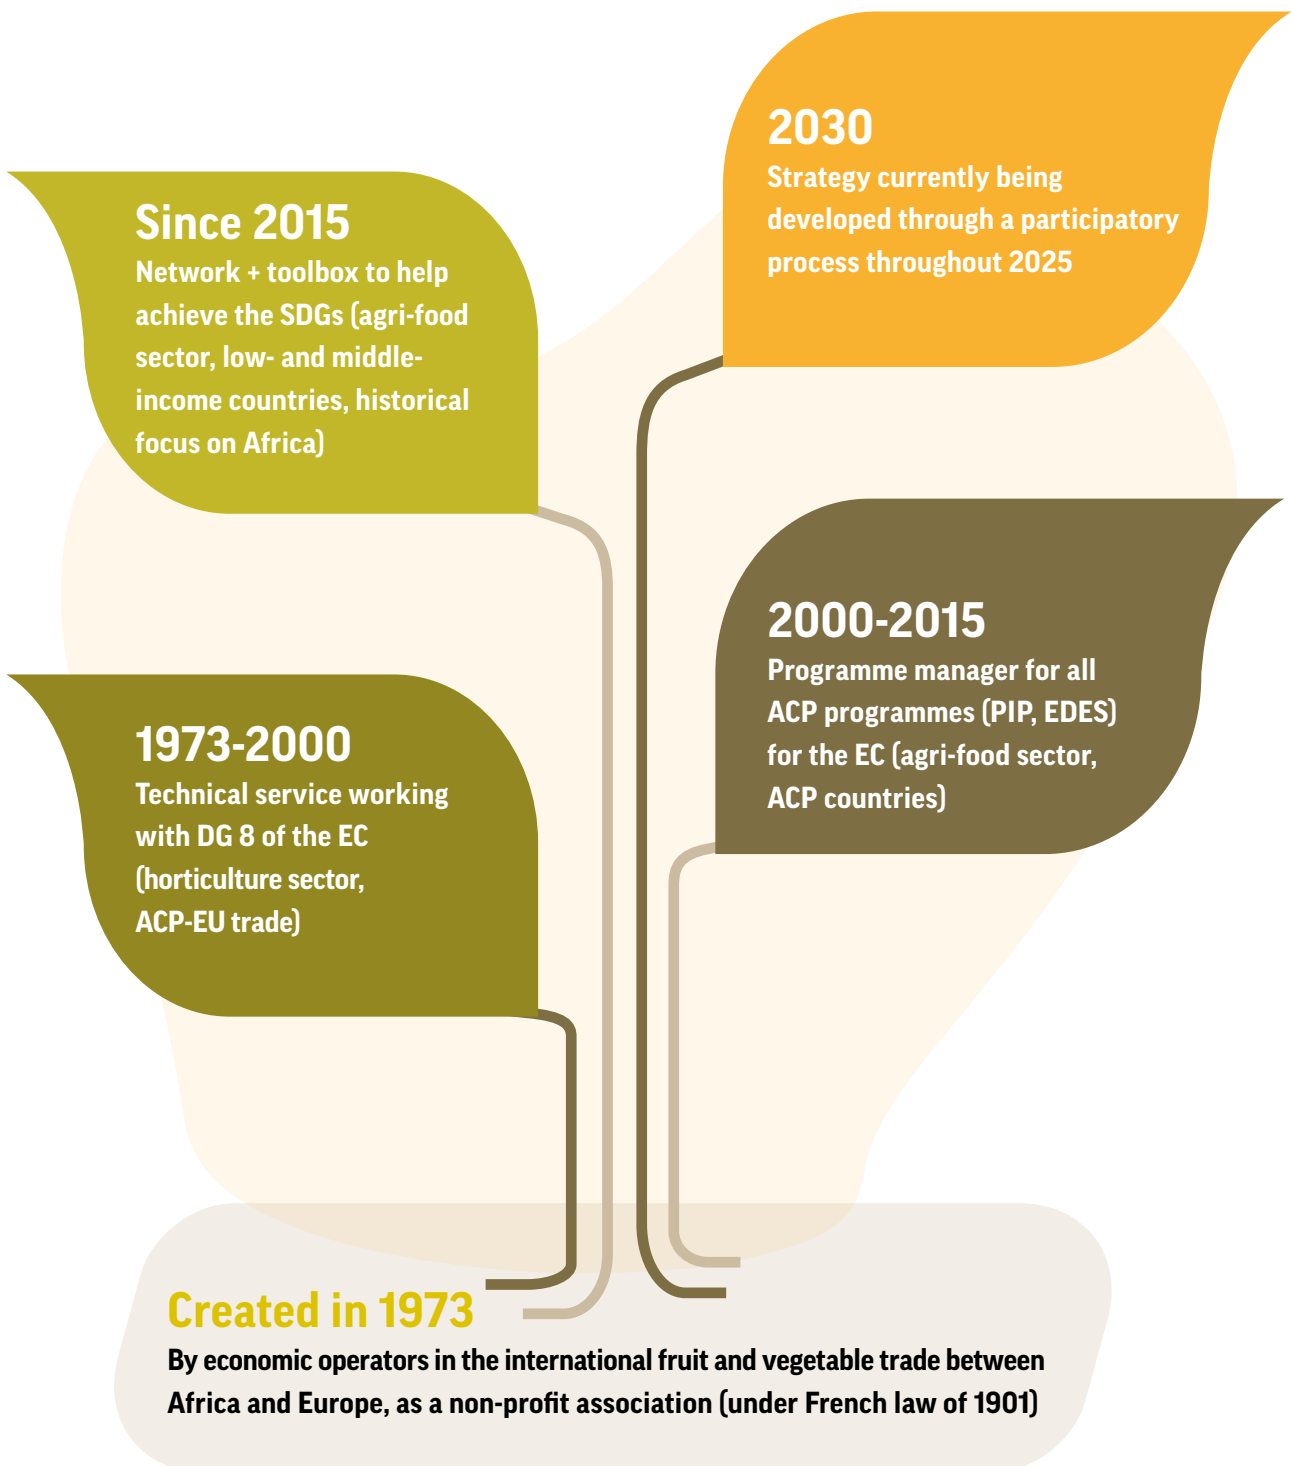 2030
Strategy currently being
developed through a participatory
process throughout 2025
Since 2015
Network + toolbox to help
achieve the SDGs (agri-food
sector, low- and middle-
income countries, historical
focus on Africa)
2000-2015
Programme manager for all
ACP programmes (PIP, EDES)
for the EC (agri-food sector,
ACP countries)
1973-2000
Technical service working
with DG 8 of the EC
(horticulture sector,
ACP-EU trade)
Created in 1973
By economic operators in the international fruit and vegetable trade between
Africa and Europe, as a non-profit association (under French law of 1901)